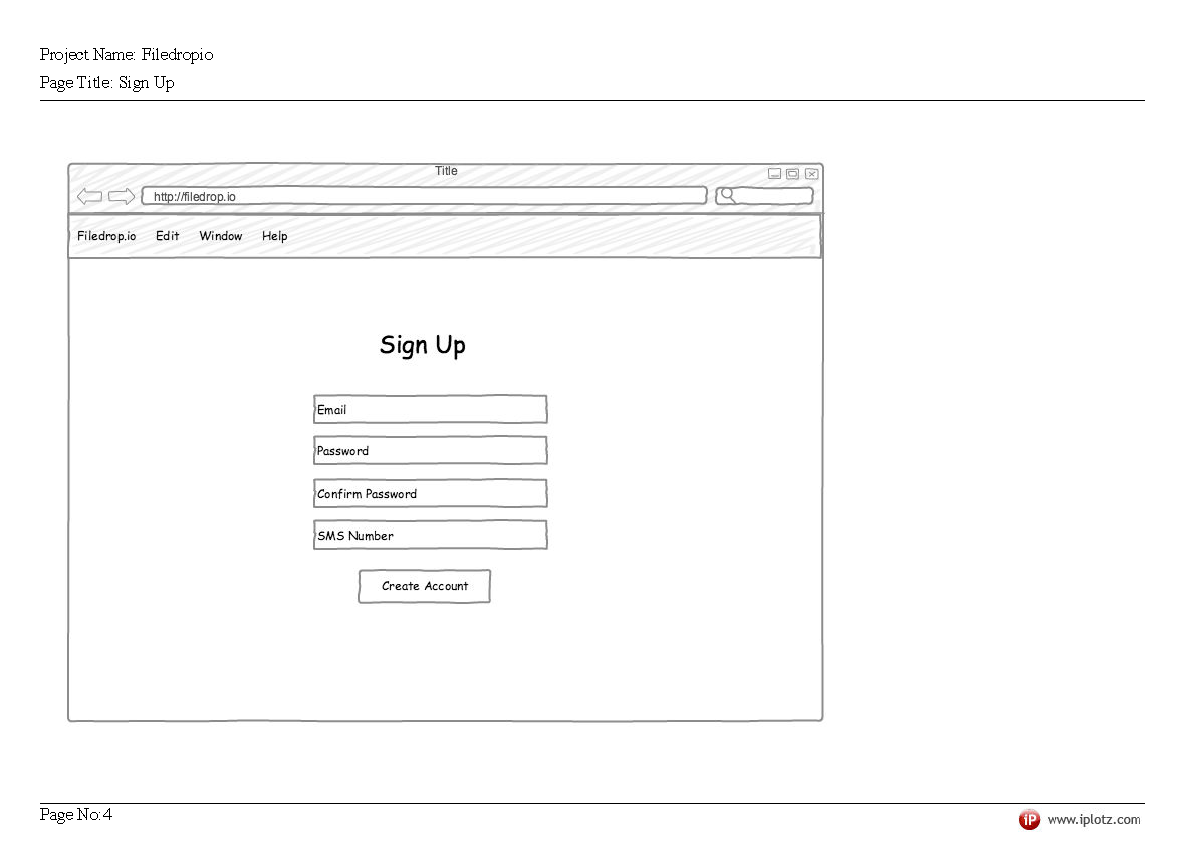 Project Name: Filedropio
Page Title: Sign Up
Title
http://filedrop.io
Filedrop.io Edit Window Help
Sign Up
Email
Password
Confirm Password
SMS Number
Create Account
Page No:4
iP www.iplotz.com